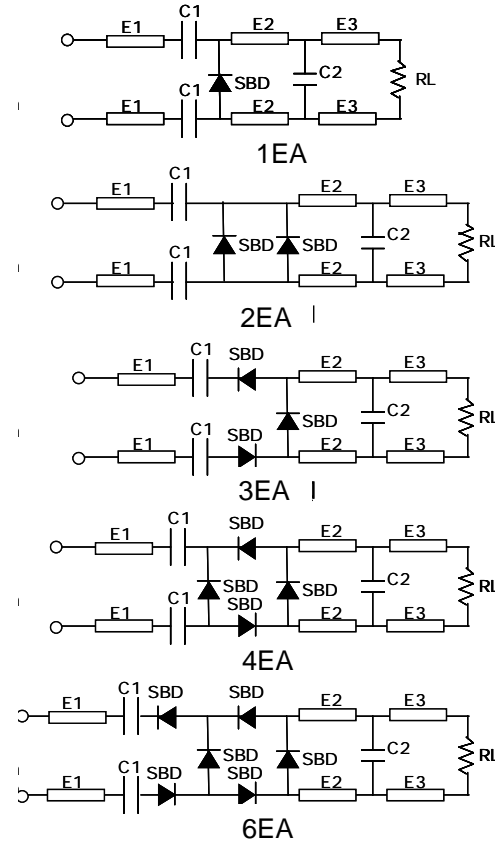 E1 C1 E2 E3
SBD C2 RL
E1 C1 E2 E3
1EA
E1 C1 E2 E3
SBD SBD C2 RL
E1 C1 E2 E3
2EA
E1 C1 SBD E2 E3
SBD C2 RL
E1 C1 SBD E2 E3
3EA
E1 C1 SBD E2 E3
SBD SBD C2 RL
E1 C1 SBD E2 E3
4EA
E1 C1 SBD SBD E2 E3
SBD SBD C2 RL
E1 C1 SBD SBD E2 E3
6EA